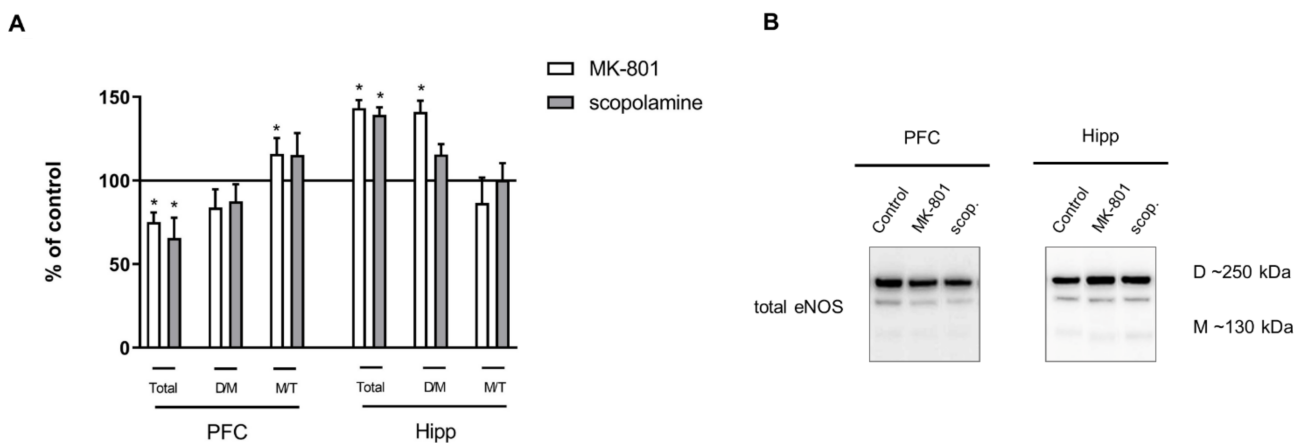 A
MK-801
scopolamine
% of control
150
100
50
0
* * * * * *
Total D/M M/T Total D/M M/T
PFC Hipp
B
PFC Hipp
Control MK-801 scop. Control MK-801 scop.
D ~250 kDa
total eNOS
M ~130 kDa